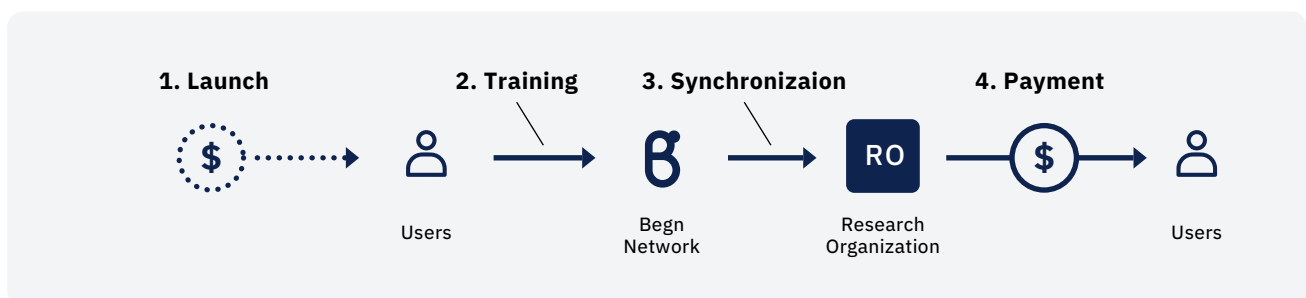 1. Launch
2. Training
3. Synchronizaion
4. Payment
$
RO
$
Users
Begn
Network
Research
Organization
Users